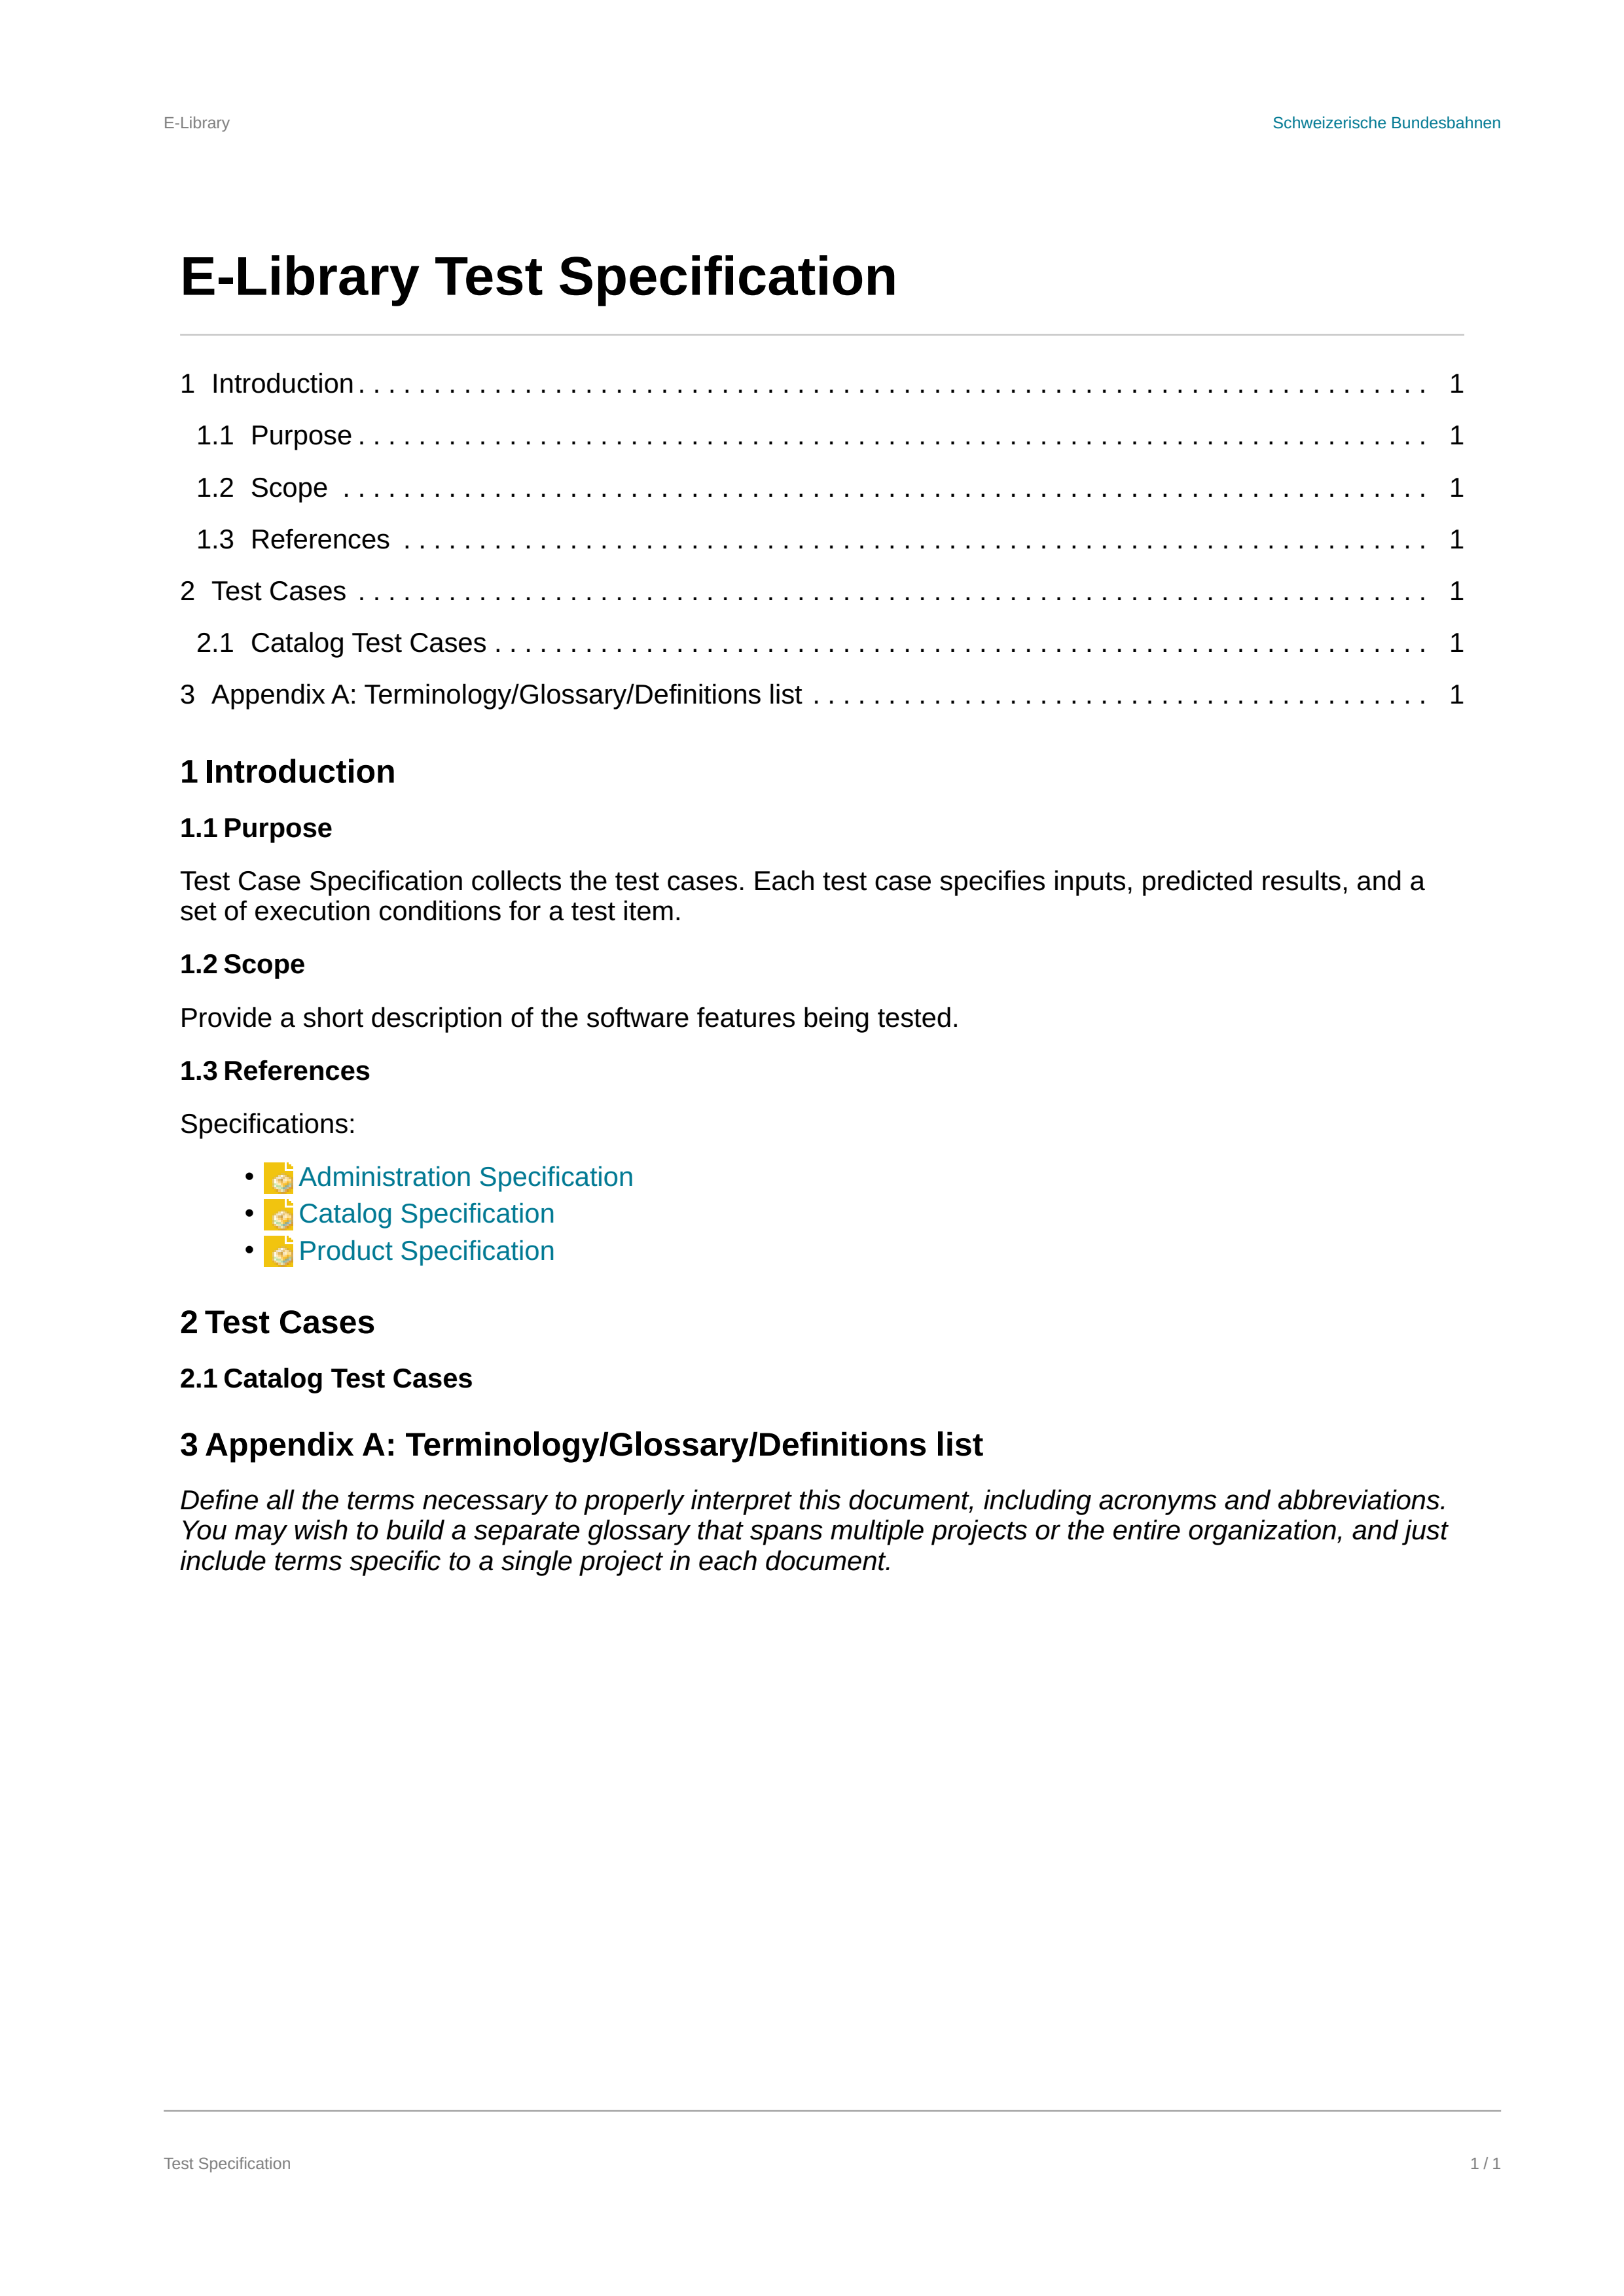 E-Library
Schweizerische Bundesbahnen
E-Library Test Specification
1 Introduction . . . . . . . . . . . . . . . . . . . . . . . . . . . . . . . . . . . . . . . . . . . . . . . . . . . . . . . . . . . . . . . . . . . . . . . 1
1.1 Purpose . . . . . . . . . . . . . . . . . . . . . . . . . . . . . . . . . . . . . . . . . . . . . . . . . . . . . . . . . . . . . . . . . . . . . . . 1
1.2 Scope . . . . . . . . . . . . . . . . . . . . . . . . . . . . . . . . . . . . . . . . . . . . . . . . . . . . . . . . . . . . . . . . . . . . . . . . 1
1.3 References . . . . . . . . . . . . . . . . . . . . . . . . . . . . . . . . . . . . . . . . . . . . . . . . . . . . . . . . . . . . . . . . . . . . 1
2 Test Cases . . . . . . . . . . . . . . . . . . . . . . . . . . . . . . . . . . . . . . . . . . . . . . . . . . . . . . . . . . . . . . . . . . . . . . . 1
2.1 Catalog Test Cases . . . . . . . . . . . . . . . . . . . . . . . . . . . . . . . . . . . . . . . . . . . . . . . . . . . . . . . . . . . . . . 1
3 Appendix A: Terminology/Glossary/Definitions list . . . . . . . . . . . . . . . . . . . . . . . . . . . . . . . . . . . . . . . . . 1
1 Introduction
1.1 Purpose
Test Case Specification collects the test cases. Each test case specifies inputs, predicted results, and a
set of execution conditions for a test item.
1.2 Scope
Provide a short description of the software features being tested.
1.3 References
Specifications:
• Administration Specification
• Catalog Specification
• Product Specification
2 Test Cases
2.1 Catalog Test Cases
3 Appendix A: Terminology/Glossary/Definitions list
Define all the terms necessary to properly interpret this document, including acronyms and abbreviations.
You may wish to build a separate glossary that spans multiple projects or the entire organization, and just
include terms specific to a single project in each document.
Test Specification
1 / 1